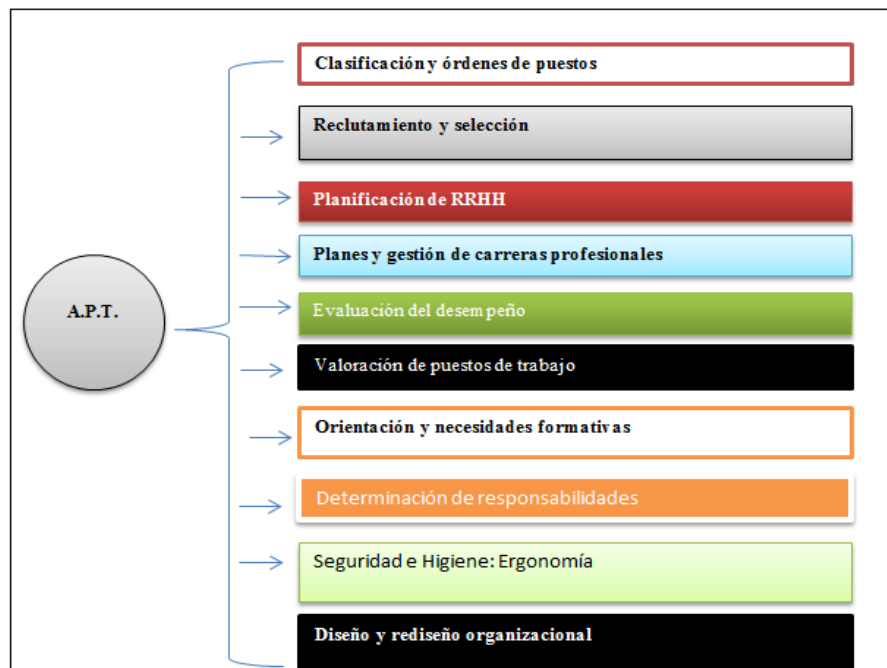 Clasificación y órdenes de puestos
Reclutamiento y selección
Planificación de RRHH
Planes y gestión de carreras profesionales
A.P.T.
Evaluación del desempeño
Valoración de puestos de trabajo
Orientación y necesidades formativas
Determinación de responsabilidades
Seguridad e Higiene: Ergonomía
Diseño y rediseño organizacional